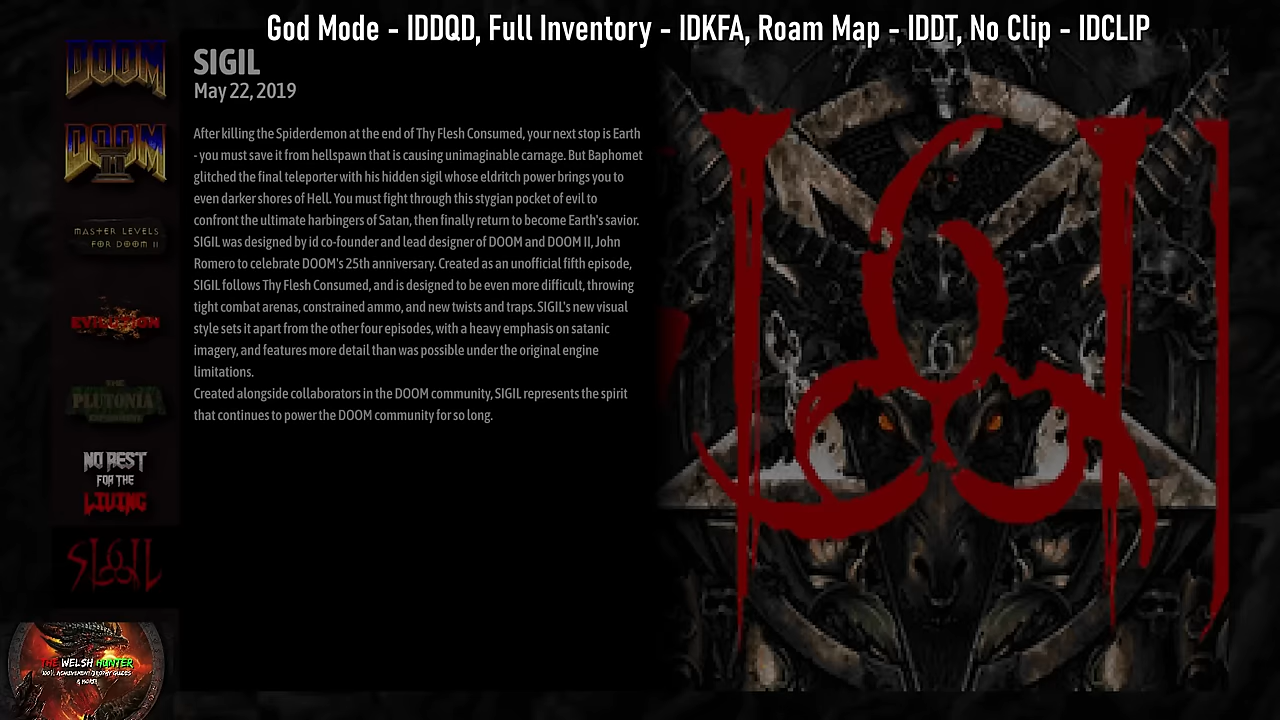 God Mode - IDDQD, Full Inventory - IDKFA, Roam Map - IDDT, No Clip - IDCLIP
DOOM
DOOM
II
MASTER LEVELS
FOR DOOM II
EVILUTION
THE
PLUTONIA
EXPERIMENT
NO REST
FOR THE
LIVING
SIGIL
SIGIL
May 22, 2019
After killing the Spiderdemon at the end of Thy Flesh Consumed, your next stop is Earth
- you must save it from hellspawn that is causing unimaginable carnage. But Baphomet
glitched the final teleporter with his hidden sigil whose eldritch power brings you to
even darker shores of Hell. You must fight through this stygian pocket of evil to
confront the ultimate harbingers of Satan, then finally return to become Earth's savior.
SIGIL was designed by id co-founder and lead designer of DOOM and DOOM II, John
Romero to celebrate DOOM's 25th anniversary. Created as an unofficial fifth episode,
SIGIL follows Thy Flesh Consumed, and is designed to be even more difficult, throwing
tight combat arenas, constrained ammo, and new twists and traps. SIGIL's new visual
style sets it apart from the other four episodes, with a heavy emphasis on satanic
imagery, and features more detail than was possible under the original engine
limitations.
Created alongside collaborators in the DOOM community, SIGIL represents the spirit
that continues to power the DOOM community for so long.
6
THE WELSH HUNTER
100% ACHIEVEMENT/TROPHY GUIDES
& MORE!